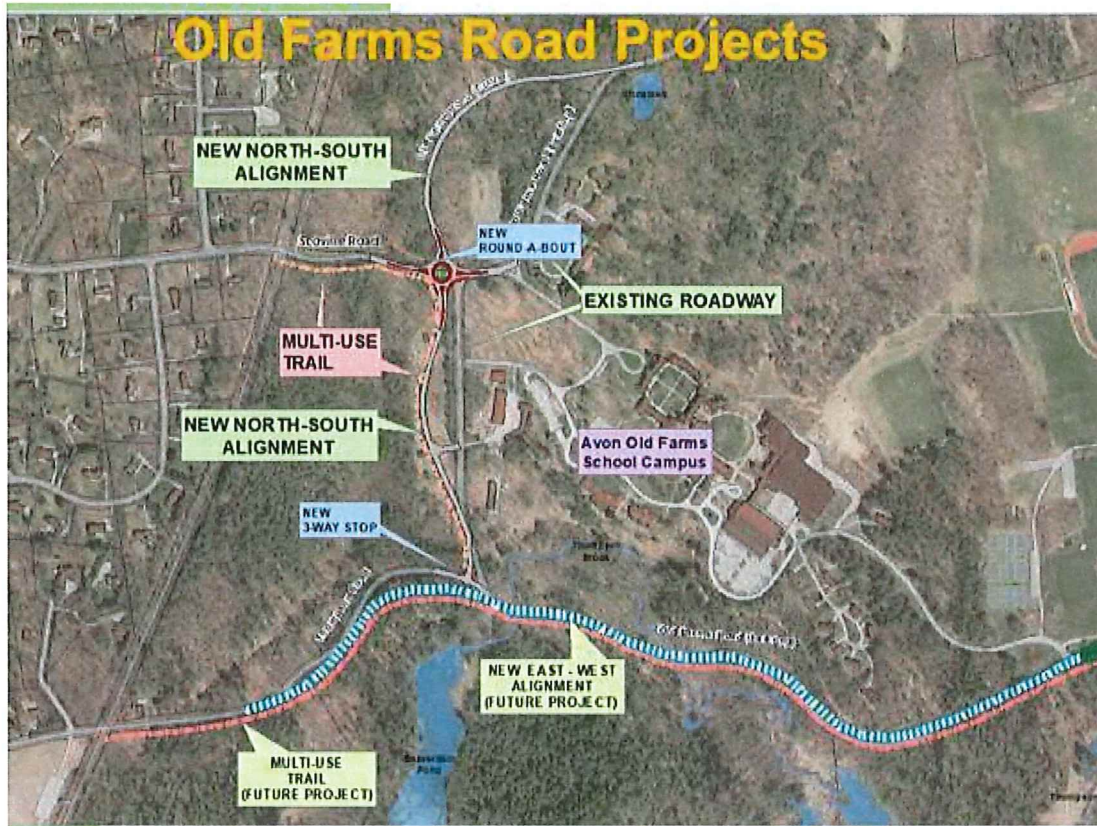 Old Farms Road Projects
NEW NORTH-SOUTH
ALIGNMENT
NEW
ROUND-A-BOUT
Scoville Road
EXISTING ROADWAY
MULTI-USE
TRAIL
NEW NORTH-SOUTH
ALIGNMENT
Avon Old Farms
School Campus
NEW
3-WAY STOP
Brook
NEW EAST - WEST
ALIGNMENT
(FUTURE PROJECT)
MULTI-USE
TRAIL
(FUTURE PROJECT)
Pond